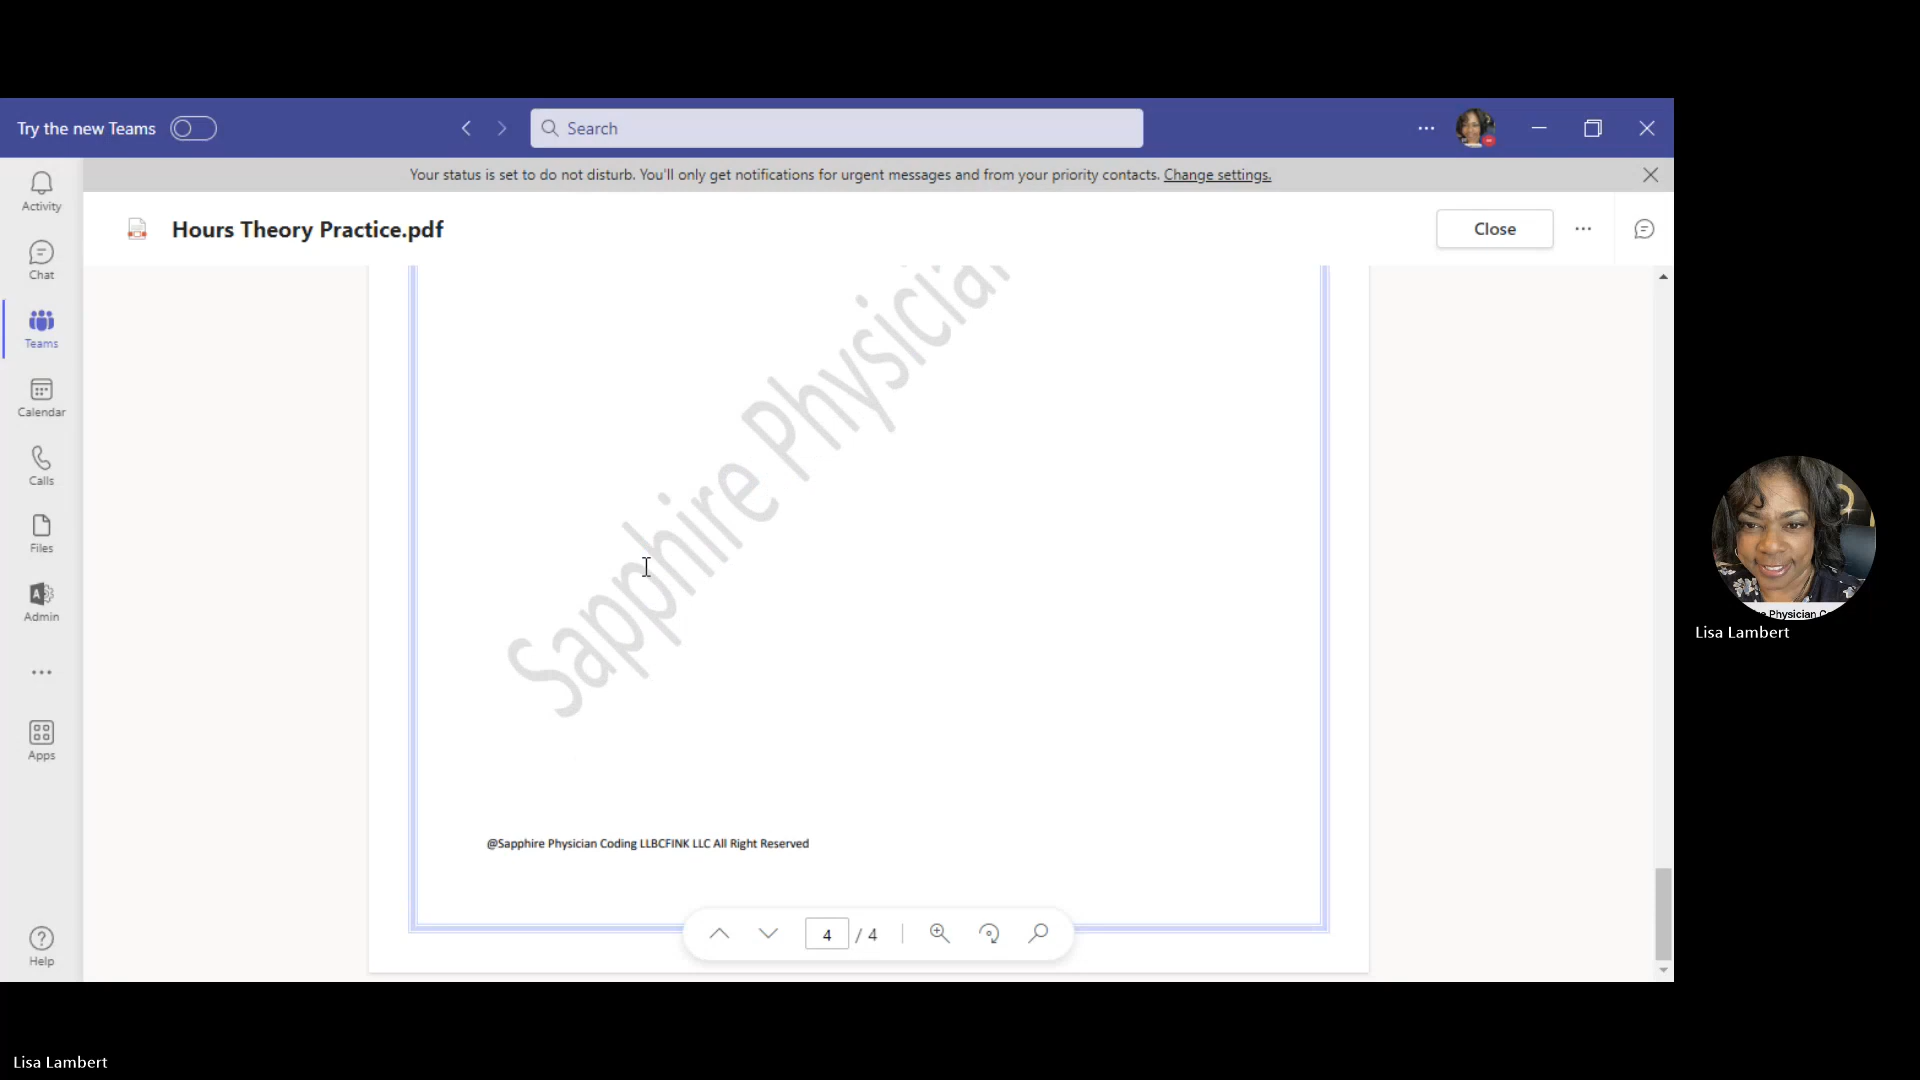 Try the new Teams
Search
Your status is set to do not disturb. You'll only get notifications for urgent messages and from your priority contacts. Change settings.
Activity
Chat
Teams
Calendar
Calls
Files
Admin
Apps
Help
Hours Theory Practice.pdf
Close
Sapphire Physician
@Sapphire Physician Coding LLBCFINK LLC All Right Reserved
4 / 4
Physician
Lisa Lambert
Lisa Lambert